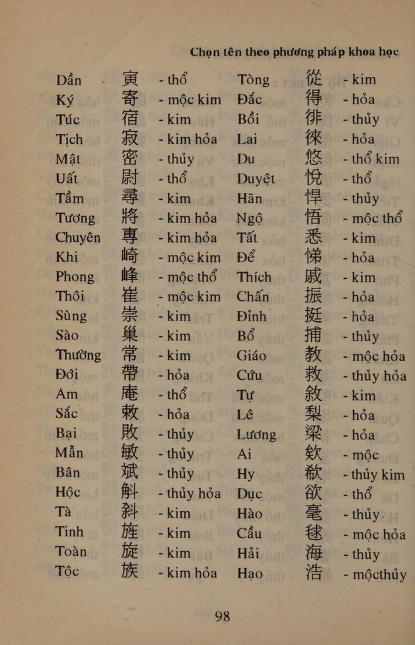 Chọn tên theo phương pháp khoa học
Dần 寅 - thổ Tòng 從 - kim
Ký 寄 - mộc kim Đắc 得 - hỏa
Túc 宿 - kim Bồi 徘 - thủy
Tịch 寂 - kim hỏa Lai 徠 - hỏa
Mật 密 - thủy Du 悠 - thổ kim
Uất 尉 - thổ Duyệt 悅 - thổ
Tầm 尋 - kim Hãn 悍 - thủy
Tương 將 - kim hỏa Ngộ 悟 - mộc thổ
Chuyên 專 - kim hỏa Tất 悉 - kim
Khi 崎 - mộc kim Để 悌 - hỏa
Phong 峰 - mộc thổ Thích 戚 - kim
Thôi 崔 - mộc kim Chấn 振 - hỏa
Sùng 崇 - kim Đỉnh 挺 - hỏa
Sào 巢 - kim Bổ 捕 - thủy
Thường 常 - kim Giáo 教 - mộc hỏa
Đới 帶 - hỏa Cứu 救 - thủy hỏa
Am 庵 - thổ Tự 敘 - kim
Sắc 敕 - hỏa Lê 梨 - hỏa
Bại 敗 - thủy Lương 梁 - hỏa
Mẫn 敏 - thủy Ai 欸 - mộc
Bân 斌 - thủy Hy 欷 - thủy kim
Hộc 斛 - thủy hỏa Dục 欲 - thổ
Tà 斜 - kim Hào 毫 - thủy
Tinh 旌 - kim Cầu 毬 - mộc hỏa
Toàn 旋 - kim Hải 海 - thủy
Tộc 族 - kim hỏa Hạo 浩 - mộcthủy
98